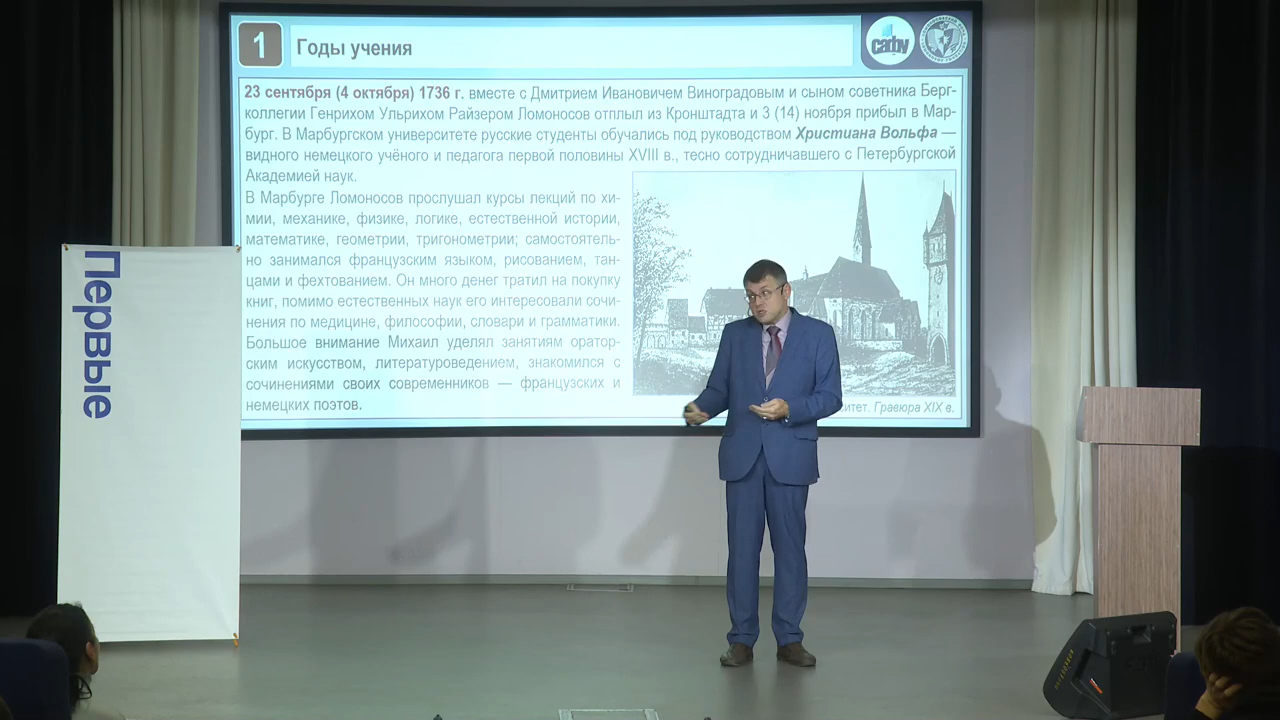 1
Годы учения
сафу
23 сентября (4 октября) 1736 г. вместе с Дмитрием Ивановичем Виноградовым и сыном советника Берг-
коллегии Генрихом Ульрихом Райзером Ломоносов отплыл из Кронштадта и 3 (14) ноября прибыл в Мар-
бург. В Марбургском университете русские студенты обучались под руководством Христиана Вольфа —
видного немецкого учёного и педагога первой половины XVIII в., тесно сотрудничавшего с Петербургской
Академией наук.
В Марбурге Ломоносов прослушал курсы лекций по хи-
мии, механике, физике, логике, естественной истории,
математике, геометрии, тригонометрии; самостоятель-
но занимался французским языком, рисованием, тан-
цами и фехтованием. Он много денег тратил на покупку
книг, помимо естественных наук его интересовали сочи-
нения по медицине, философии, словари и грамматики.
Большое внимание Михаил уделял занятиям оратор-
ским искусством, литературоведением, знакомился с
сочинениями своих современников — французских и
немецких поэтов.
итет. Гравюра XIX в.
Первые